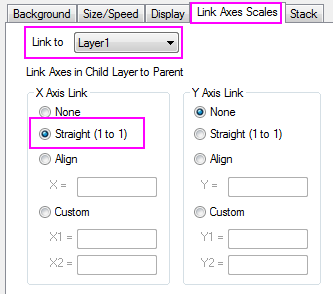 Background Size/Speed Display Link Axes Scales Stack
Link to Layer1
Link Axes in Child Layer to Parent
X Axis Link
None
Straight (1 to 1)
Align
X =
Custom
X1 =
X2 =
Y Axis Link
None
Straight (1 to 1)
Align
Y =
Custom
Y1 =
Y2 =